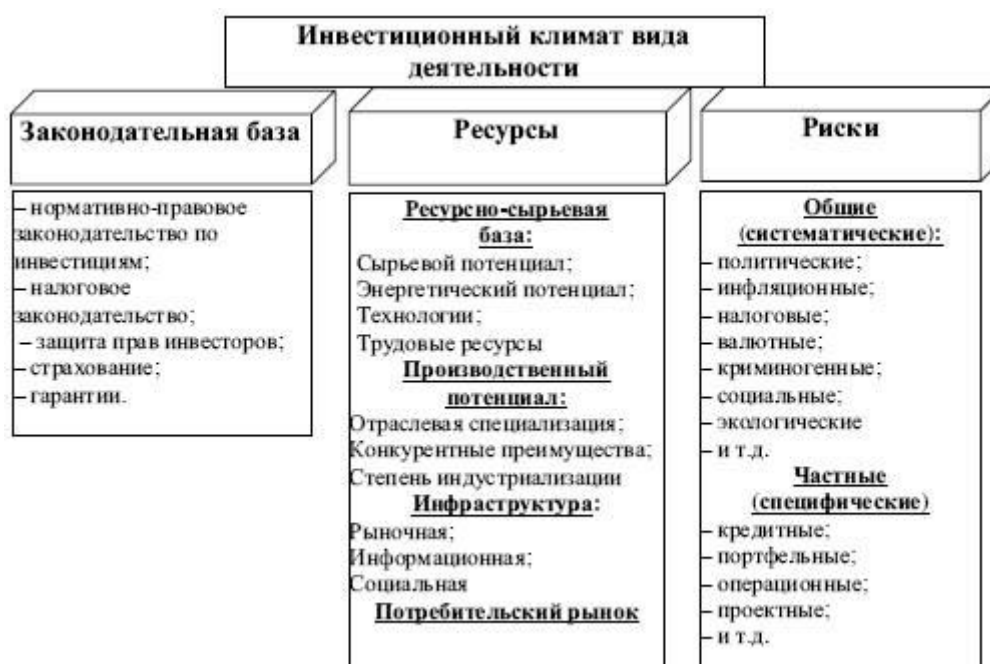 Инвестиционный климат вида
деятельности
Законодательная база
– нормативно-правовое
законодательство по
инвестициям;
– налоговое
законодательство;
– защита прав инвесторов;
– страхование;
– гарантии.
Ресурсы
Ресурсно-сырьевая
база:
Сырьевой потенциал;
Энергетический потенциал;
Технологии;
Трудовые ресурсы
Производственный
потенциал:
Отраслевая специализация;
Конкурентные преимущества;
Степень индустриализации
Инфраструктура:
Рыночная;
Информационная;
Социальная
Потребительский рынок
Риски
Общие
(систематические):
– политические;
– инфляционные;
– налоговые;
– валютные;
– криминогенные;
– социальные;
– экологические
– и т.д.
Частные
(специфические)
– кредитные;
– портфельные;
– операционные;
– проектные;
– и т.д.